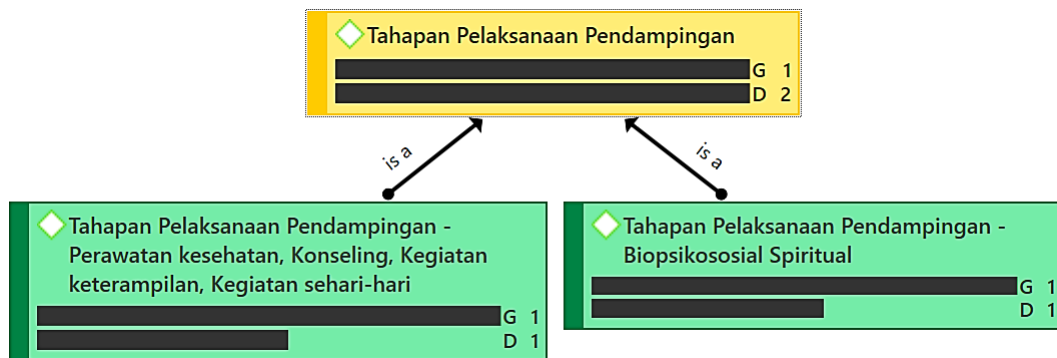 Tahapan Pelaksanaan Pendampingan
G 1
D 2
is a
is a
Tahapan Pelaksanaan Pendampingan -
Perawatan kesehatan, Konseling, Kegiatan
keterampilan, Kegiatan sehari-hari
G 1
D 1
Tahapan Pelaksanaan Pendampingan -
Biopsikososial Spiritual
G 1
D 1